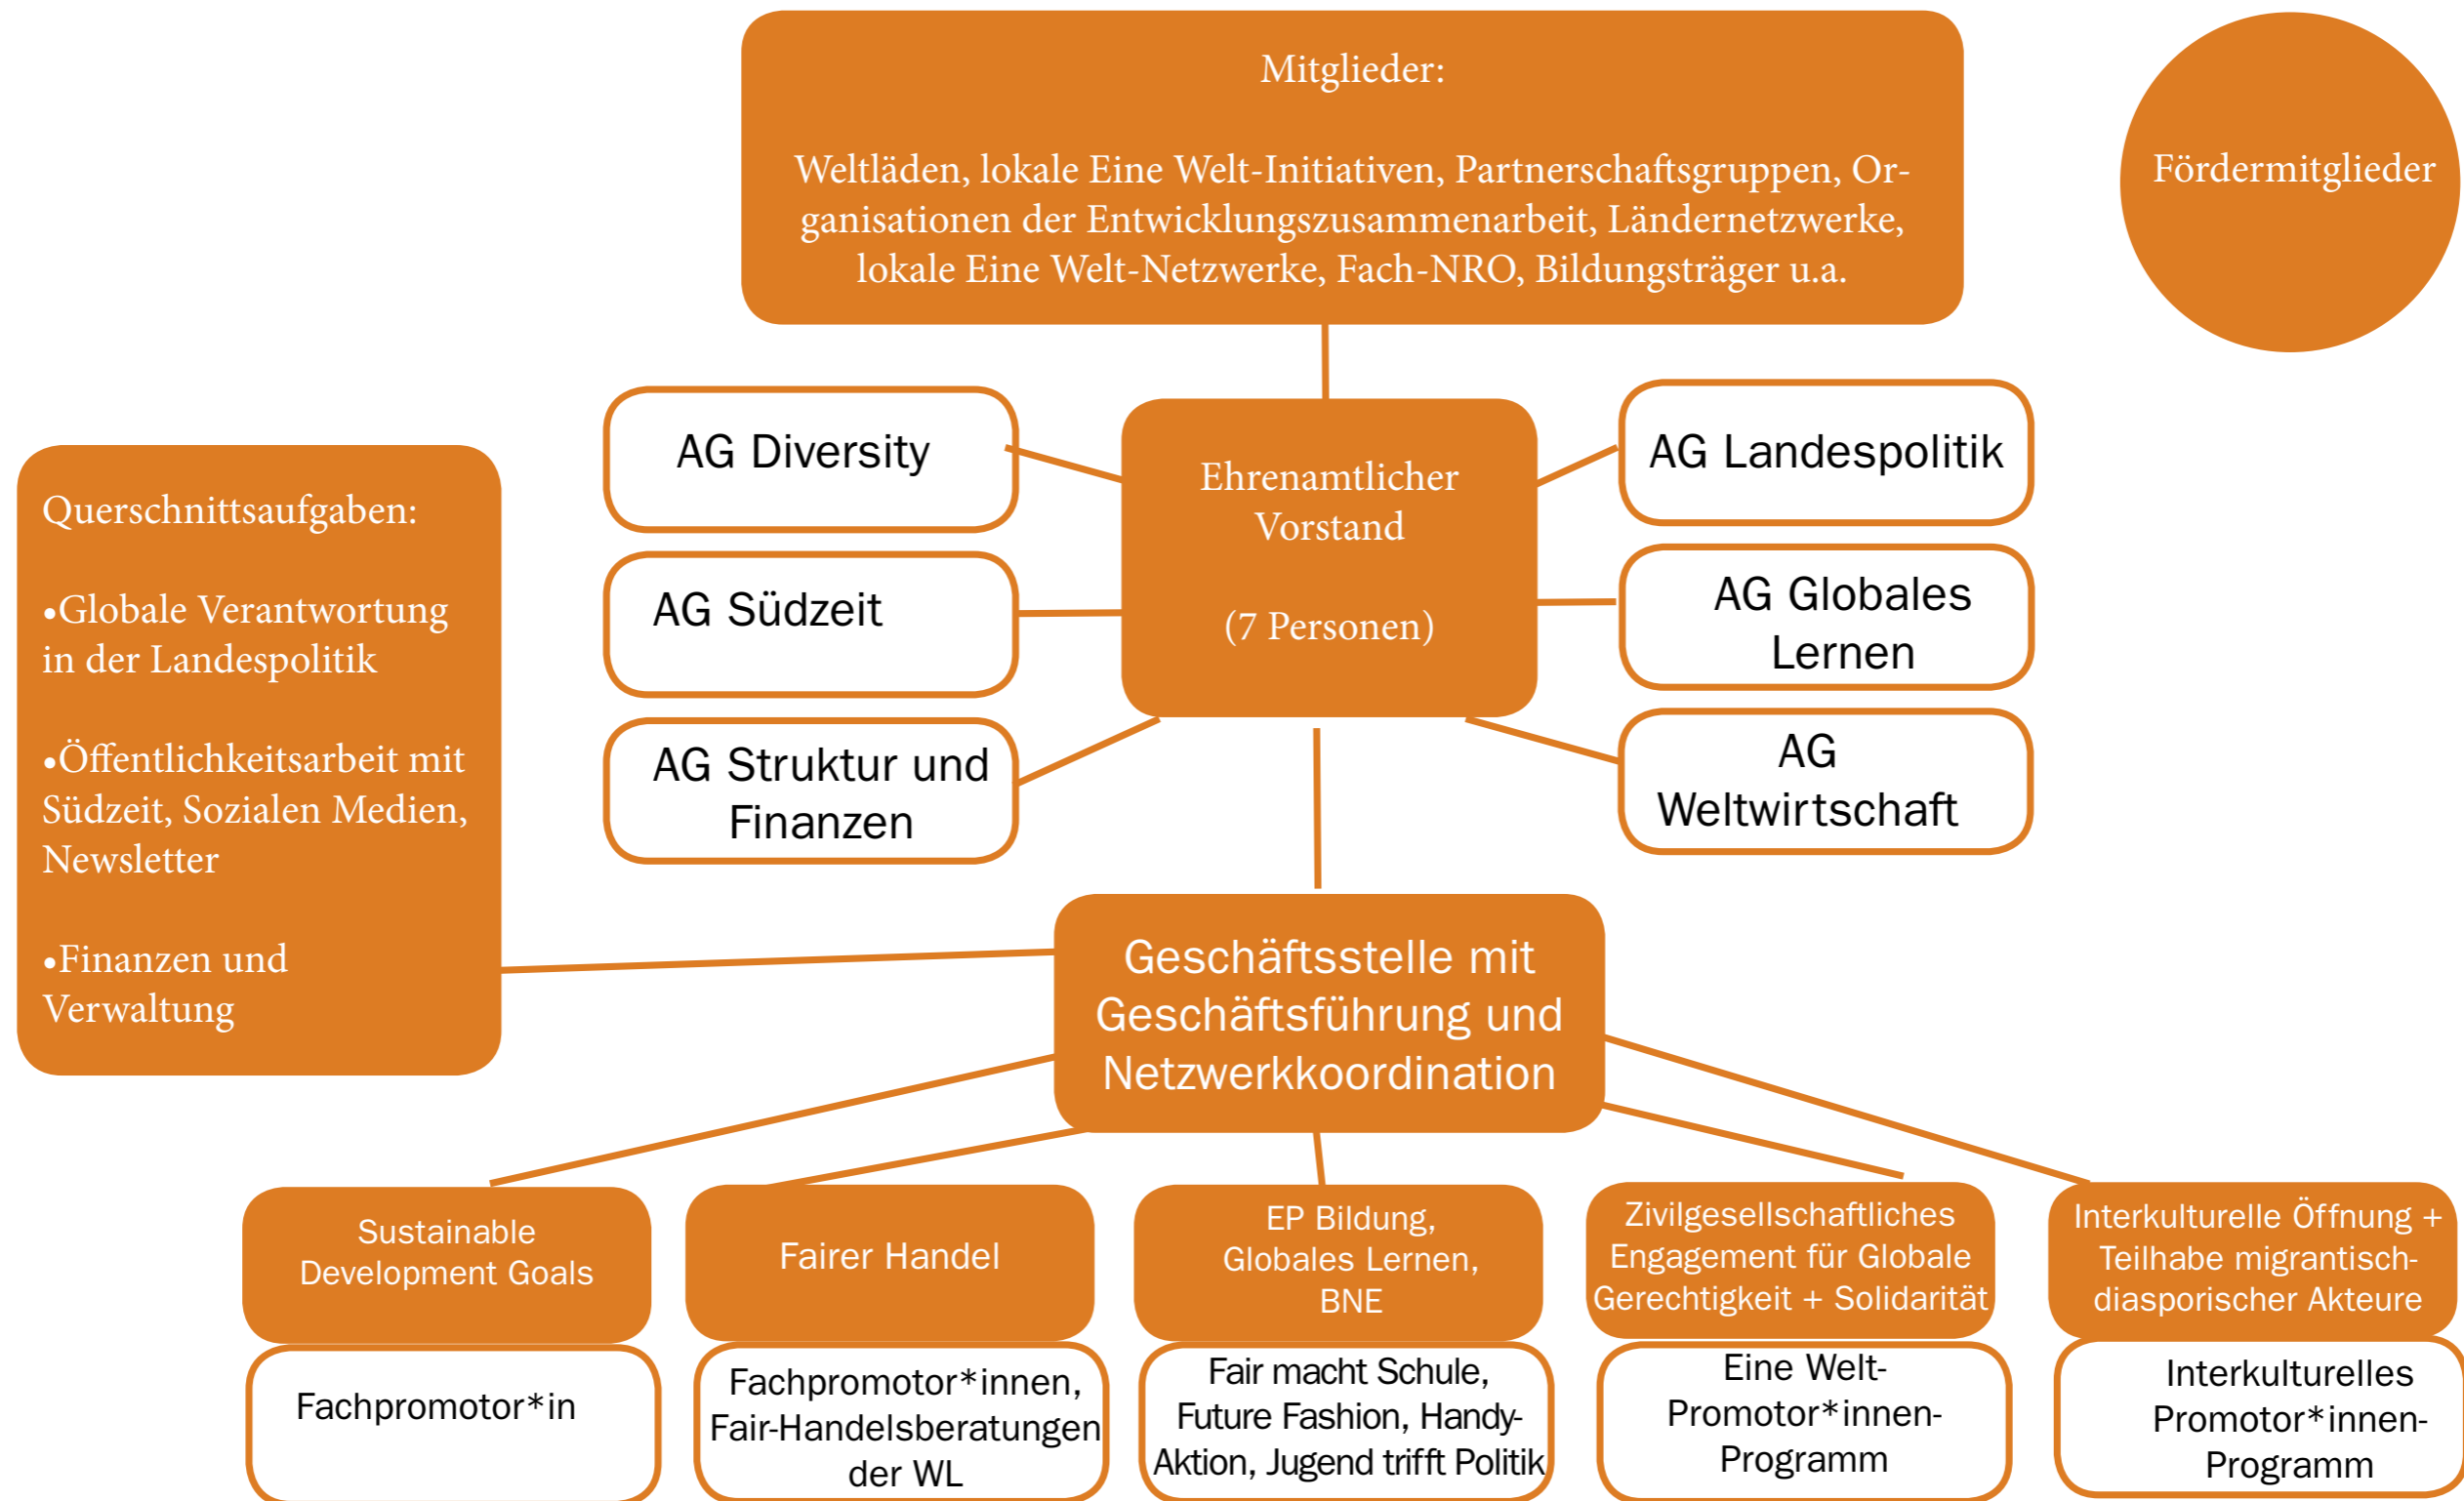 Mitglieder:
Weltläden, lokale Eine Welt-Initiativen, Partnerschaftsgruppen, Or-
ganisationen der Entwicklungszusammenarbeit, Ländernetzwerke,
lokale Eine Welt-Netzwerke, Fach-NRO, Bildungsträger u.a.
Fördermitglieder
Querschnittsaufgaben:
•Globale Verantwortung
in der Landespolitik
•Öffentlichkeitsarbeit mit
Südzeit, Sozialen Medien,
Newsletter
•Finanzen und
Verwaltung
AG Diversity
AG Südzeit
AG Struktur und
Finanzen
Ehrenamtlicher
Vorstand
(7 Personen)
AG Landespolitik
AG Globales
Lernen
AG
Weltwirtschaft
Geschäftsstelle mit
Geschäftsführung und
Netzwerkkoordination
Sustainable
Development Goals
Fachpromotor*in
Fairer Handel
Fachpromotor*innen,
Fair-Handelsberatungen
der WL
EP Bildung,
Globales Lernen,
BNE
Fair macht Schule,
Future Fashion, Handy-
Aktion, Jugend trifft Politik
Zivilgesellschaftliches
Engagement für Globale
Gerechtigkeit + Solidarität
Eine Welt-
Promotor*innen-
Programm
Interkulturelle Öffnung +
Teilhabe migrantisch-
diasporischer Akteure
Interkulturelles
Promotor*innen-
Programm